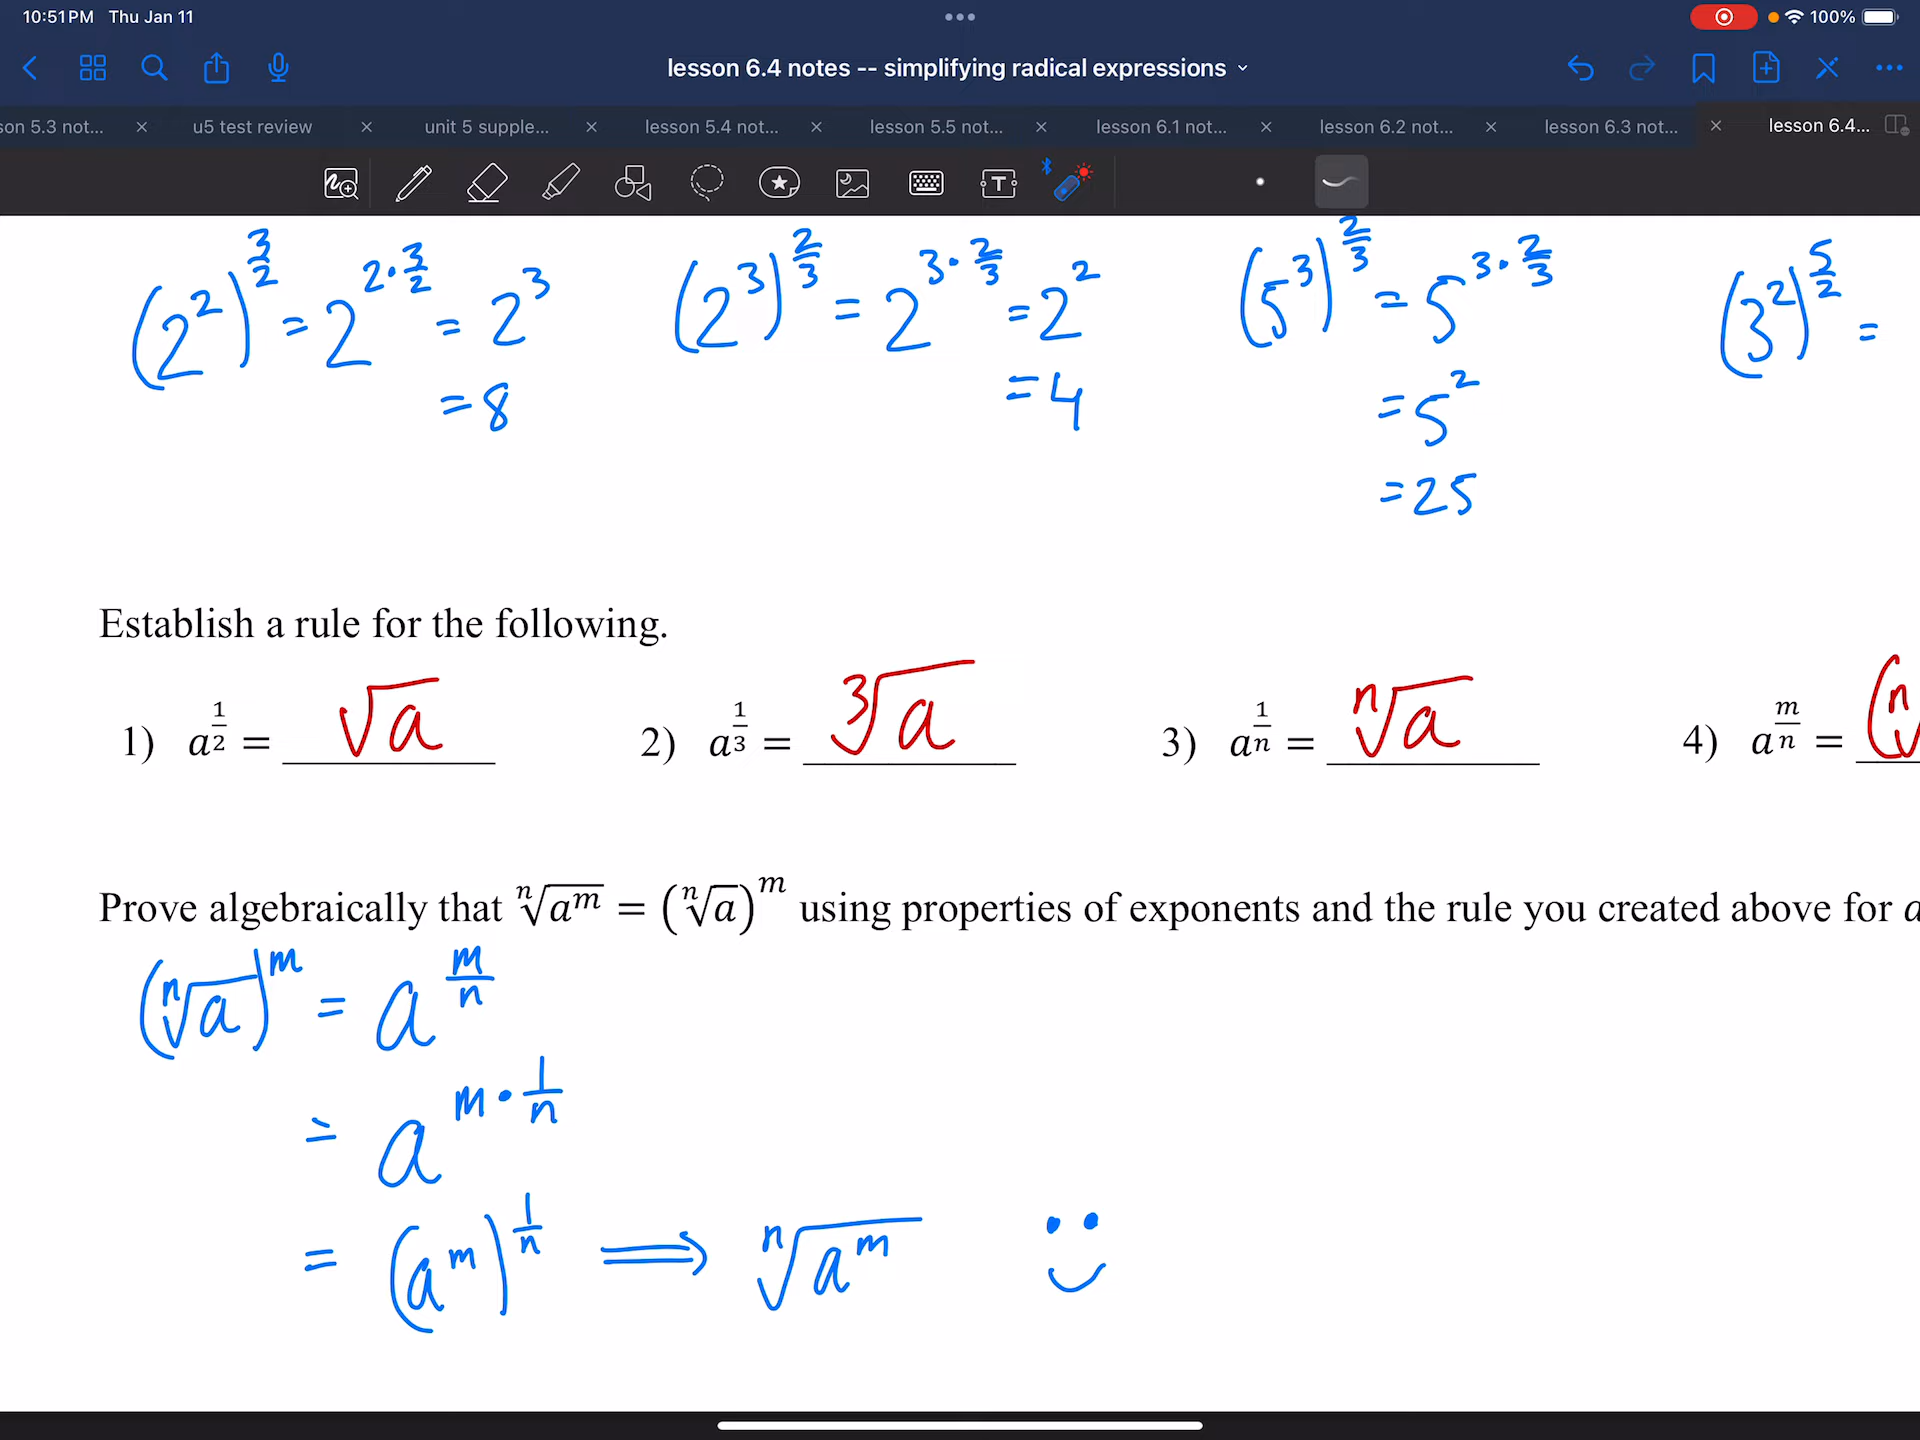 10:51 PM Thu Jan 11
100%
lesson 6.4 notes -- simplifying radical expressions
son 5.3 not... × u5 test review × unit 5 supple... × lesson 5.4 not... × lesson 5.5 not... × lesson 6.1 not... × lesson 6.2 not... × lesson 6.3 not... × lesson 6.4...
(2²)^(3/2) = 2^(2·3/2) = 2³
= 8
(2³)^(2/3) = 2^(3·2/3) = 2²
= 4
(5³)^(2/3) = 5^(3·2/3)
= 5²
= 25
(3²)^(5/2) =
Establish a rule for the following.
1) a^(1/2) = √a 2) a^(1/3) = ³√a 3) a^(1/n) = ⁿ√a 4) a^(m/n) = (ⁿ√
Prove algebraically that ⁿ√(a^m) = (ⁿ√a)^m using properties of exponents and the rule you created above for a
(ⁿ√a)^m = a^(m/n)
= a^(m·1/n)
= (a^m)^(1/n) ⟹ ⁿ√(a^m)